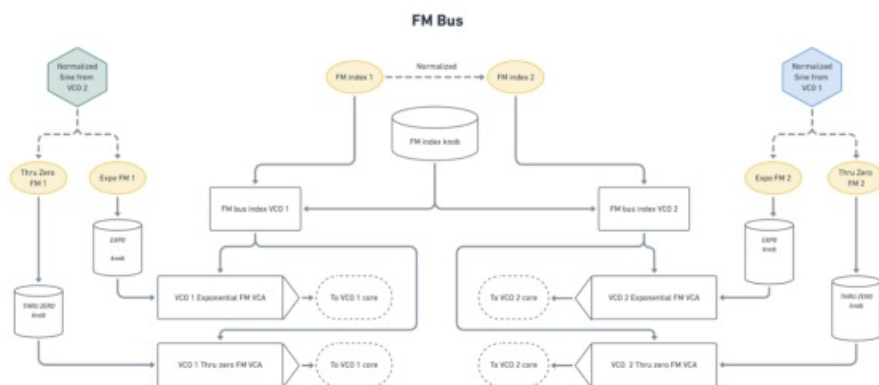 FM Bus
Normalized
Sine from
VCO 2
FM index 1
Normalized
FM index 2
Normalized
Sine from
VCO 1
FM index knob
Thru Zero
FM 1
Expo FM 1
Expo FM 2
Thru Zero
FM 2
FM bus index VCO 1
FM bus index VCO 2
EXPO
knob
EXPO
knob
THRU ZERO
knob
VCO 1 Exponential FM VCA
To VCO 1 core
To VCO 2 core
VCO 2 Exponential FM VCA
THRU ZERO
knob
VCO 1 Thru zero FM VCA
To VCO 1 core
To VCO 2 core
VCO 2 Thru zero FM VCA